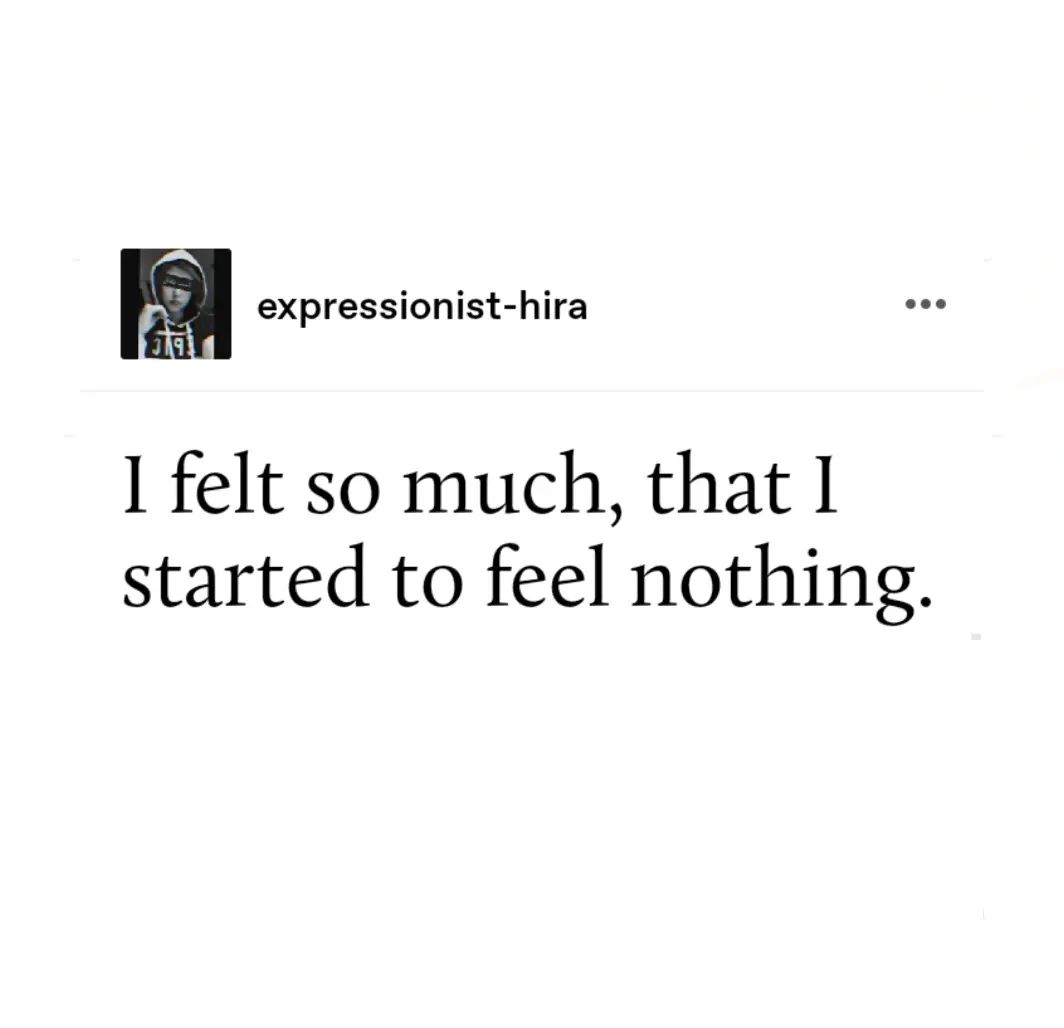 expressionist-hira
I felt so much, that I
started to feel nothing.